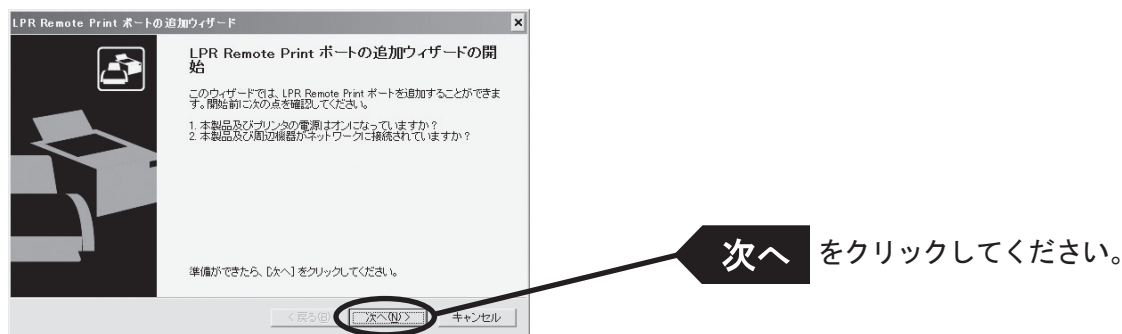 LPR Remote Print ポートの追加ウィザード
LPR Remote Print ポートの追加ウィザードの開
始
このウィザードでは、LPR Remote Print ポートを追加することができま
す。開始前に次の点を確認してください。
1. 本製品及びプリンタの電源はオンになっていますか？
2. 本製品及び周辺機器がネットワークに接続されていますか？
次へ をクリックしてください。
準備ができたら、[次へ] をクリックしてください。
< 戻る(B) 次へ(N) > キャンセル